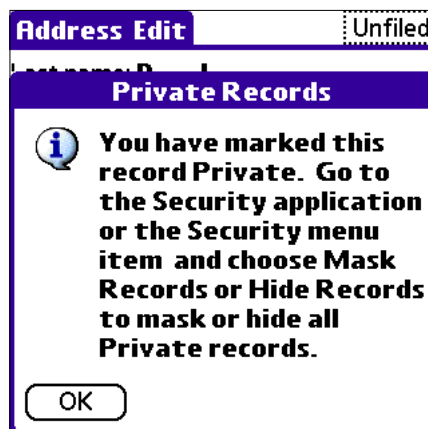 Address Edit Unfiled
Private Records
You have marked this
record Private. Go to
the Security application
or the Security menu
item and choose Mask
Records or Hide Records
to mask or hide all
Private records.
OK